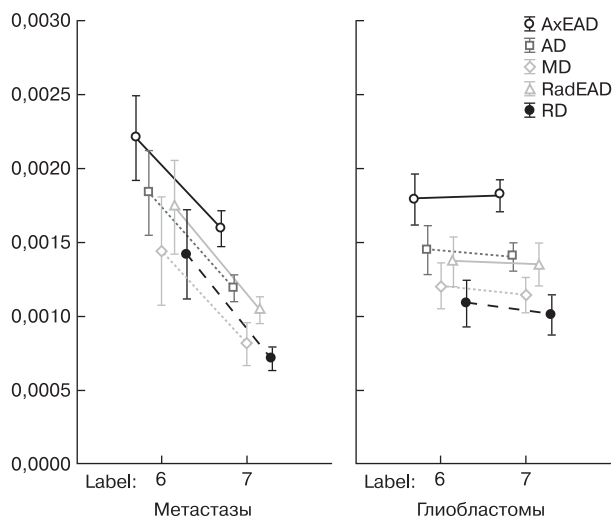 0,0030
0,0025
0,0020
0,0015
0,0010
0,0005
0,0000
AxEAD
AD
MD
RadEAD
RD
Label: 6 7
Label: 6 7
Метастазы
Глиобластомы